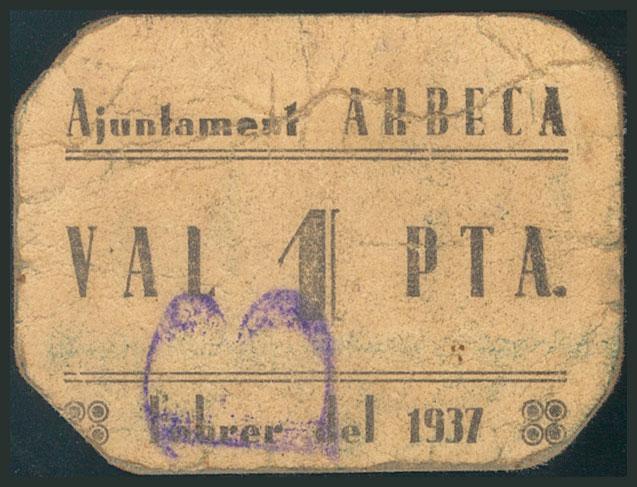 Ajuntament ARBECA
VAL 1 PTA.
Febrer del 1937